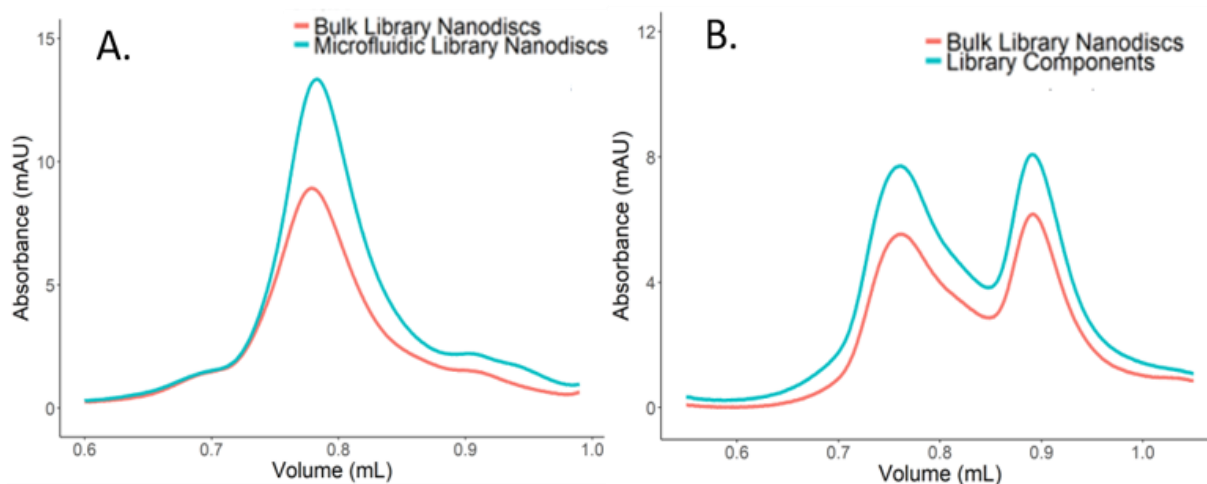 A.
Bulk Library Nanodiscs
Microfluidic Library Nanodiscs
15
10
5
0
Absorbance (mAU)
0.6 0.7 0.8 0.9 1.0
Volume (mL)
B.
Bulk Library Nanodiscs
Library Components
12
8
4
0
Absorbance (mAU)
0.6 0.7 0.8 0.9 1.0
Volume (mL)